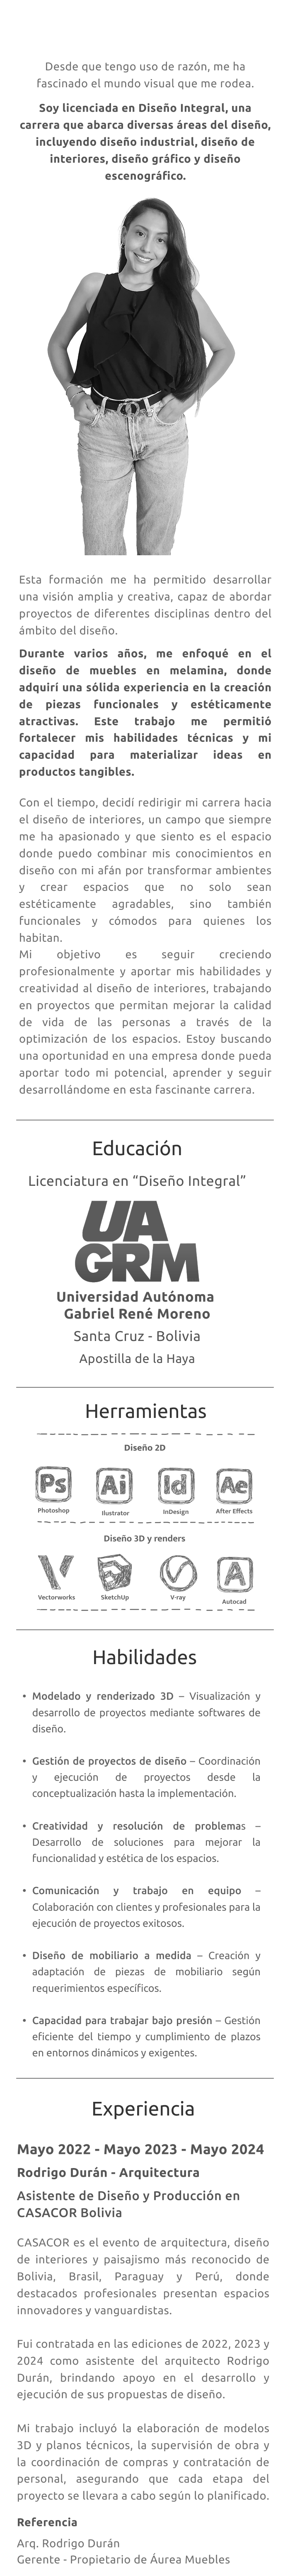 Desde que tengo uso de razón, me ha
fascinado el mundo visual que me rodea.
Soy licenciada en Diseño Integral, una
carrera que abarca diversas áreas del diseño,
incluyendo diseño industrial, diseño de
interiores, diseño gráfico y diseño
escenográfico.
Esta formación me ha permitido desarrollar
una visión amplia y creativa, capaz de abordar
proyectos de diferentes disciplinas dentro del
ámbito del diseño.
Durante varios años, me enfoqué en el
diseño de muebles en melamina, donde
adquirí una sólida experiencia en la creación
de piezas funcionales y estéticamente
atractivas. Este trabajo me permitió
fortalecer mis habilidades técnicas y mi
capacidad para materializar ideas en
productos tangibles.
Con el tiempo, decidí redirigir mi carrera hacia
el diseño de interiores, un campo que siempre
me ha apasionado y que siento es el espacio
donde puedo combinar mis conocimientos en
diseño con mi afán por transformar ambientes
y crear espacios que no solo sean
estéticamente agradables, sino también
funcionales y cómodos para quienes los
habitan.
Mi objetivo es seguir creciendo
profesionalmente y aportar mis habilidades y
creatividad al diseño de interiores, trabajando
en proyectos que permitan mejorar la calidad
de vida de las personas a través de la
optimización de los espacios. Estoy buscando
una oportunidad en una empresa donde pueda
aportar todo mi potencial, aprender y seguir
desarrollándome en esta fascinante carrera.
Educación
Licenciatura en “Diseño Integral”
UA
GRM
Universidad Autónoma
Gabriel René Moreno
Santa Cruz - Bolivia
Apostilla de la Haya
Herramientas
Diseño 2D
Ps Ai Id Ae
Photoshop Ilustrator InDesign After Effects
Diseño 3D y renders
Vectorworks SketchUp V-ray Autocad
Habilidades
• Modelado y renderizado 3D – Visualización y
desarrollo de proyectos mediante softwares de
diseño.
• Gestión de proyectos de diseño – Coordinación
y ejecución de proyectos desde la
conceptualización hasta la implementación.
• Creatividad y resolución de problemas –
Desarrollo de soluciones para mejorar la
funcionalidad y estética de los espacios.
• Comunicación y trabajo en equipo –
Colaboración con clientes y profesionales para la
ejecución de proyectos exitosos.
• Diseño de mobiliario a medida – Creación y
adaptación de piezas de mobiliario según
requerimientos específicos.
• Capacidad para trabajar bajo presión – Gestión
eficiente del tiempo y cumplimiento de plazos
en entornos dinámicos y exigentes.
Experiencia
Mayo 2022 - Mayo 2023 - Mayo 2024
Rodrigo Durán - Arquitectura
Asistente de Diseño y Producción en
CASACOR Bolivia
CASACOR es el evento de arquitectura, diseño
de interiores y paisajismo más reconocido de
Bolivia, Brasil, Paraguay y Perú, donde
destacados profesionales presentan espacios
innovadores y vanguardistas.
Fui contratada en las ediciones de 2022, 2023 y
2024 como asistente del arquitecto Rodrigo
Durán, brindando apoyo en el desarrollo y
ejecución de sus propuestas de diseño.
Mi trabajo incluyó la elaboración de modelos
3D y planos técnicos, la supervisión de obra y
la coordinación de compras y contratación de
personal, asegurando que cada etapa del
proyecto se llevara a cabo según lo planificado.
Referencia
Arq. Rodrigo Durán
Gerente - Propietario de Áurea Muebles